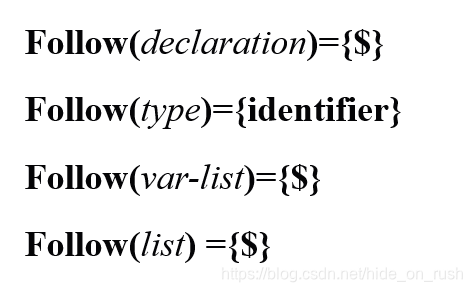 Follow(declaration)={$}
Follow(type)={identifier}
Follow(var-list)={$}
Follow(list) ={$}
https://blog.csdn.net/hide_on_rush